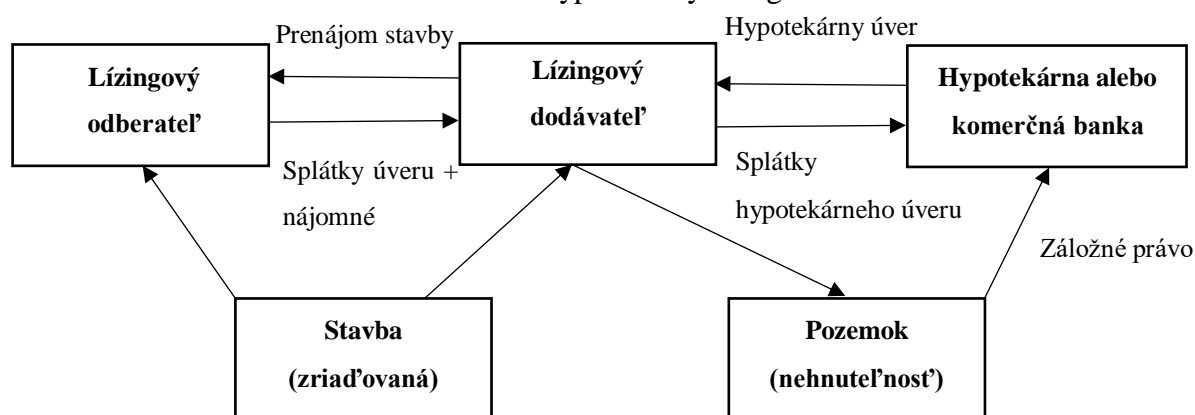 Prenájom stavby
Hypotekárny úver
Lízingový
odberateľ
Lízingový
dodávateľ
Hypotekárna alebo
komerčná banka
Splátky úveru +
nájomné
Splátky
hypotekárneho úveru
Záložné právo
Stavba
(zriaďovaná)
Pozemok
(nehnuteľnosť)